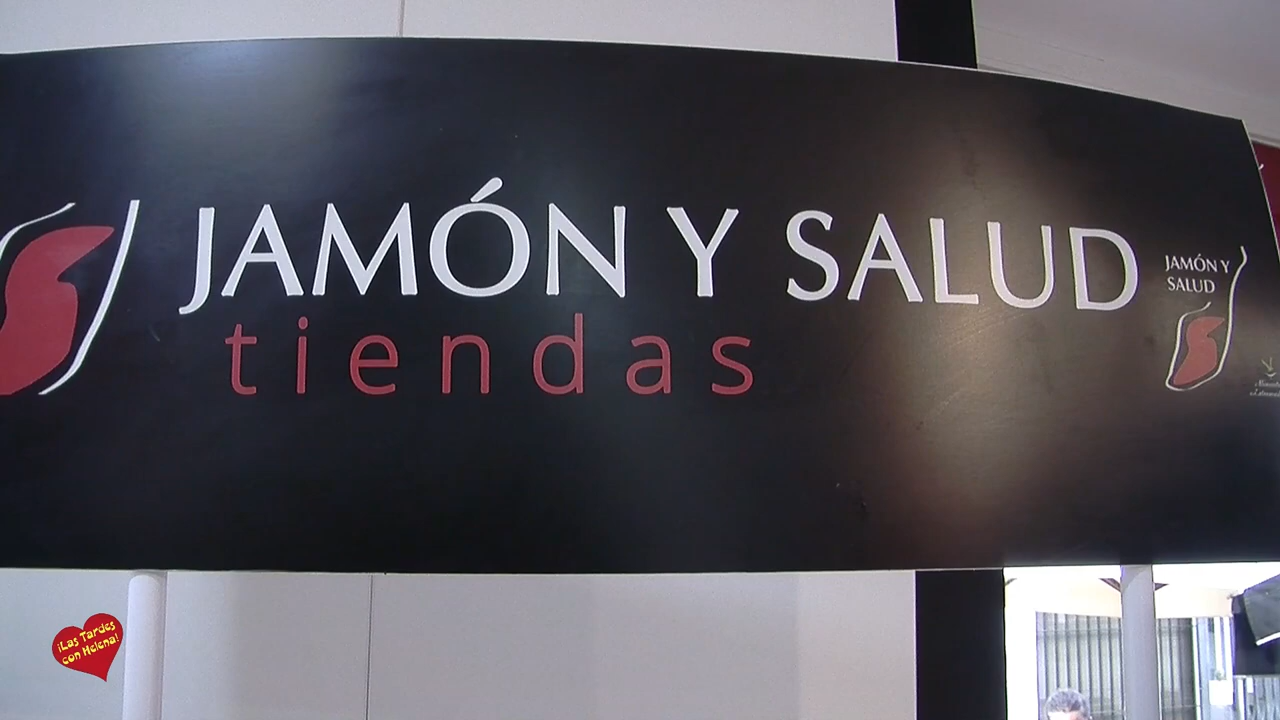 JAMÓN Y SALUD
tiendas
JAMÓN Y
SALUD
¡Las Tardes
con Helena!